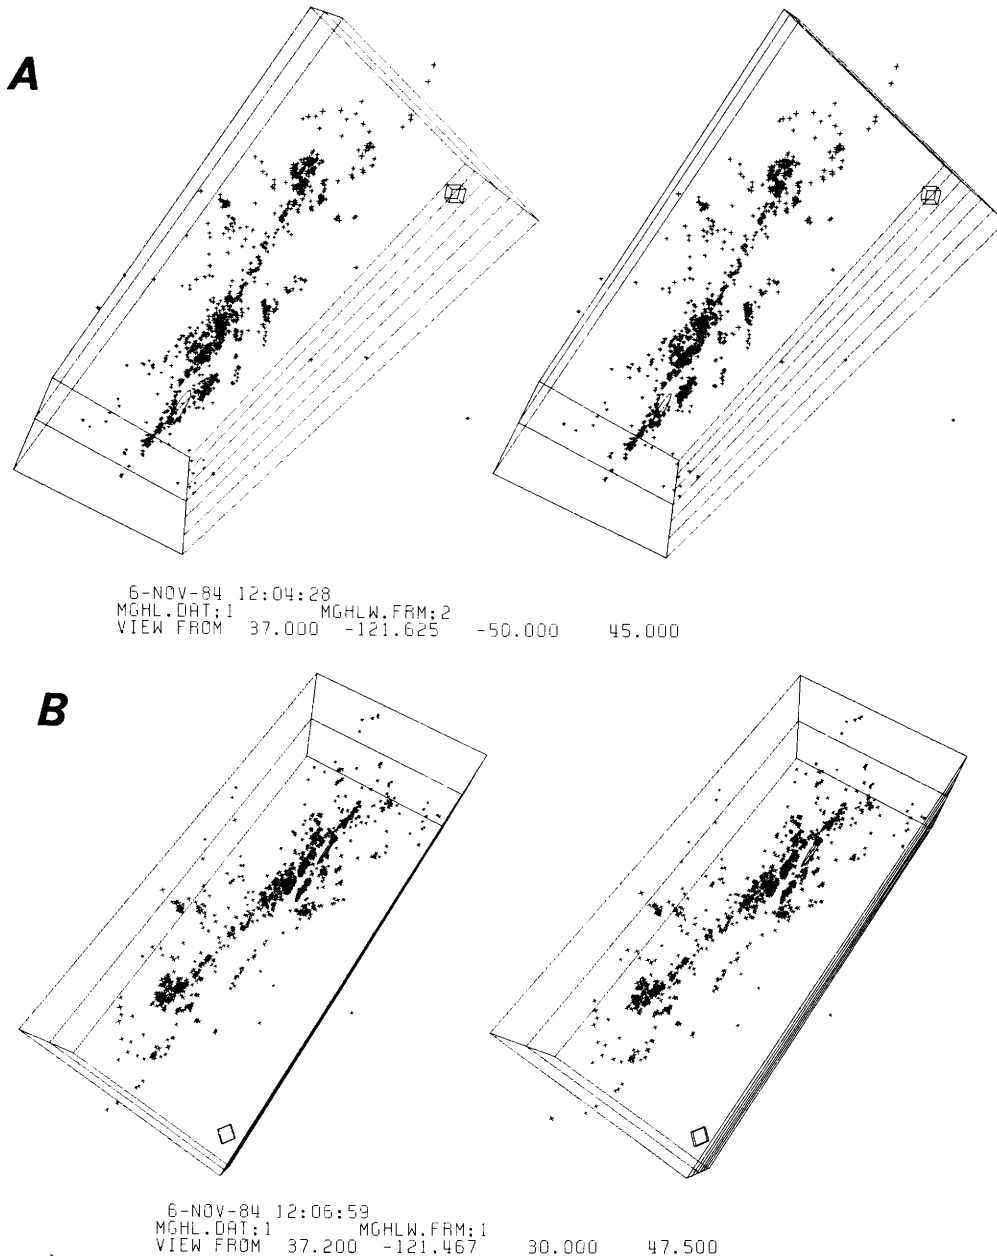 A
6-NOV-84 12:04:28
MGHL.DAT;1 MGHLW.FRM;2
VIEW FROM 37.000 -121.625 -50.000 45.000
B
6-NOV-84 12:06:59
MGHL.DAT;1 MGHLW.FRM;1
VIEW FROM 37.200 -121.467 30.000 47.500